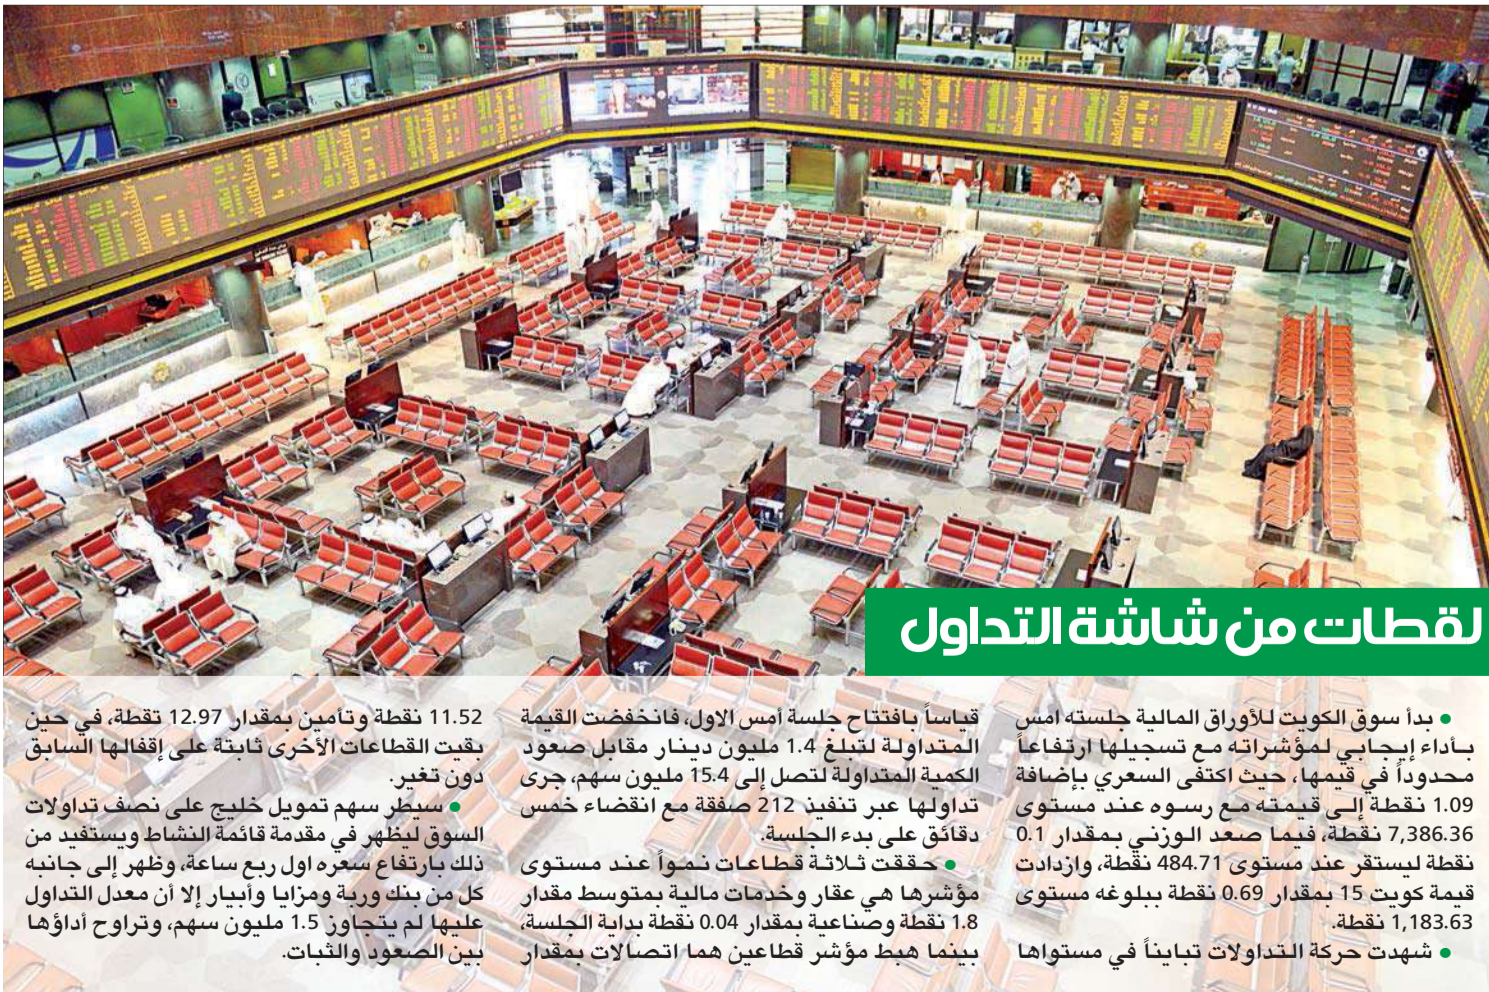 لقطات من شاشة التداول
● بدأ سوق الكويت للأوراق المالية جلسته امس
بأداء إيجابي لمؤشراته مع تسجيلها ارتفاعاً
محدوداً في قيمها، حيث اكتفى السعري بإضافة
1.09 نقطة إلى قيمته مع رسوه عند مستوى
7,386.36 نقطة، فيما صعد الوزني بمقدار 0.1
نقطة ليستقر عند مستوى 484.71 نقطة، وازدادت
قيمة كويت 15 بمقدار 0.69 نقطة ببلوغه مستوى
1,183.63 نقطة.
● شهدت حركة التداولات تبايناً في مستواها
قياساً بافتتاح جلسة أمس الاول، فانخفضت القيمة
المتداولة لتبلغ 1.4 مليون دينار مقابل صعود
الكمية المتداولة لتصل إلى 15.4 مليون سهم، جرى
تداولها عبر تنفيذ 212 صفقة مع انقضاء خمس
دقائق على بدء الجلسة.
● حققت ثلاثة قطاعات نمواً عند مستوى
مؤشرها هي عقار وخدمات مالية بمتوسط مقدار
1.8 نقطة وصناعية بمقدار 0.04 نقطة بداية الجلسة،
بينما هبط مؤشر قطاعين هما اتصالات بمقدار
11.52 نقطة وتأمين بمقدار 12.97 تقطة، في حين
بقيت القطاعات الأخرى ثابتة على إقفالها السابق
دون تغير.
● سيطر سهم تمويل خليج على نصف تداولات
السوق ليظهر في مقدمة قائمة النشاط ويستفيد من
ذلك بارتفاع سعره اول ربع ساعة، وظهر إلى جانبه
كل من بنك وربة ومزايا وأبيار إلا أن معدل التداول
عليها لم يتجاوز 1.5 مليون سهم، وتراوح أداؤها
بين الصعود والثبات.